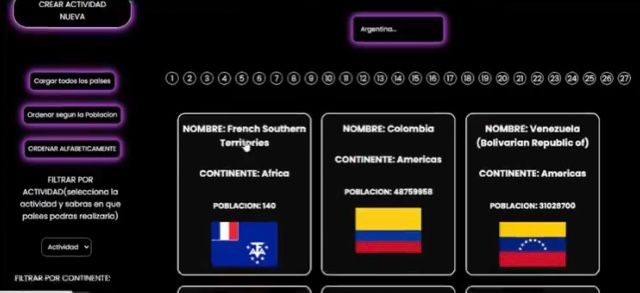 CREAR ACTIVIDAD
NUEVA
Argentina...
Cargar todos los paises
Ordenar segun la Poblacion
ORDENAR ALFABETICAMENTE
FILTRAR POR
ACTIVIDAD(selecciona la
actividad y sabras en que
paises podras realizarla)
Actividad
FILTRAR POR CONTINENTE:
1 2 3 4 5 6 7 8 9 10 11 12 13 14 15 16 17 18 19 20 21 22 23 24 25 26 27
NOMBRE: French Southern
Territories
CONTINENTE: Africa
POBLACION: 140
NOMBRE: Colombia
CONTINENTE: Americas
POBLACION: 48759958
NOMBRE: Venezuela
(Bolivarian Republic of)
CONTINENTE: Americas
POBLACION: 31028700